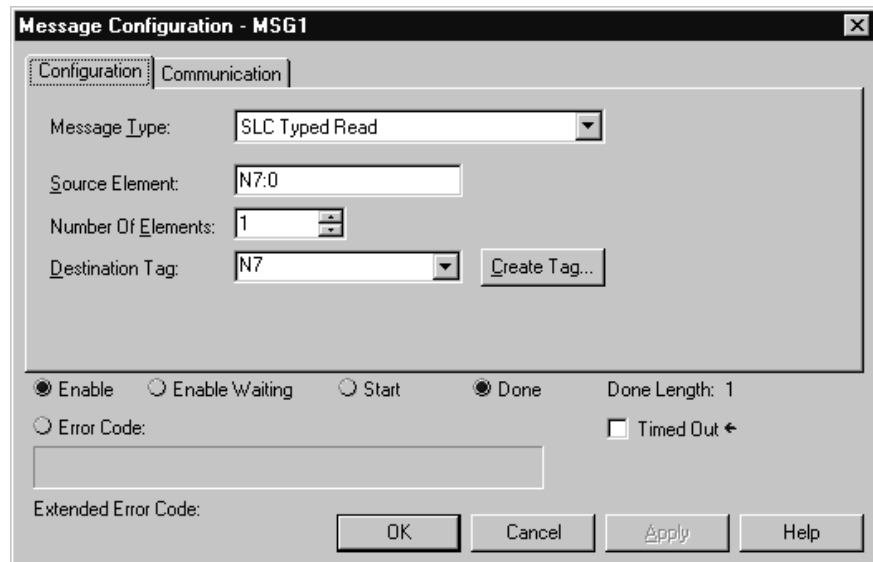 Message Configuration - MSG1
Configuration Communication
Message Type: SLC Typed Read
Source Element: N7:0
Number Of Elements: 1
Destination Tag: N7 Create Tag...
Enable Enable Waiting Start Done Done Length: 1
Error Code: Timed Out ←
Extended Error Code:
OK Cancel Apply Help